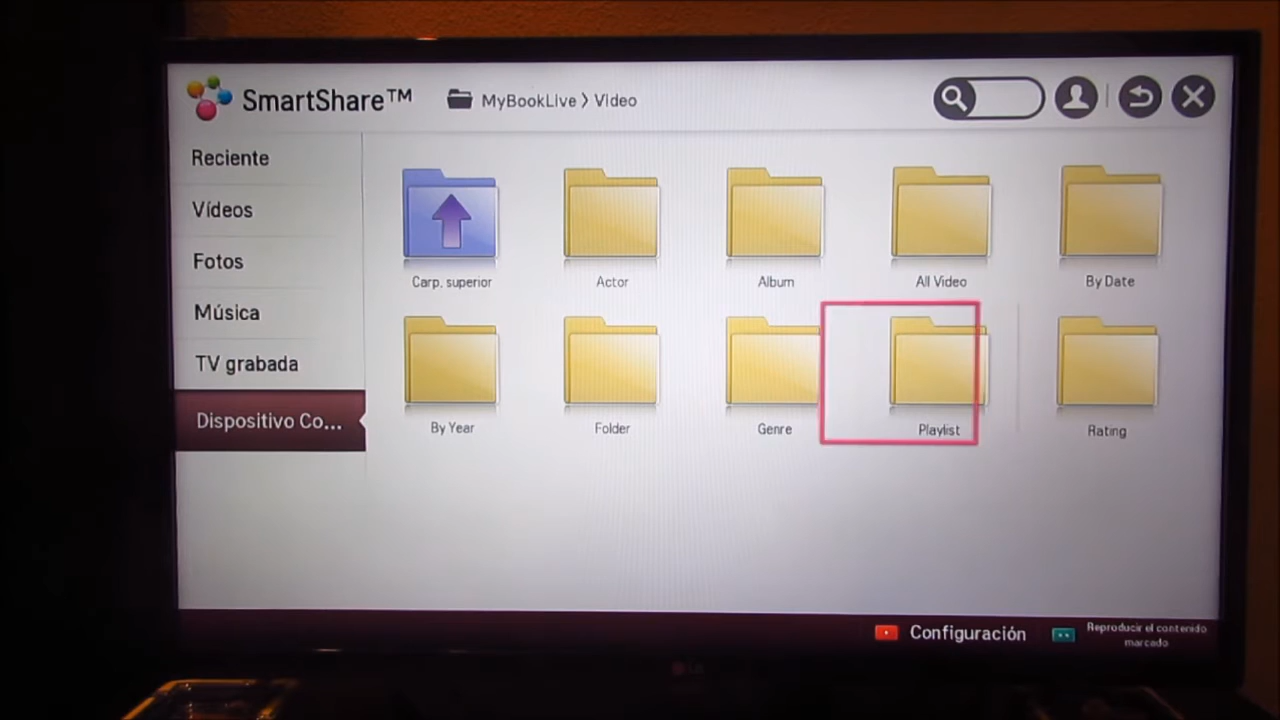 SmartShare™
MyBookLive > Video
Reciente
Vídeos
Fotos
Música
TV grabada
Dispositivo Co...
Carp. superior
Actor
Album
All Video
By Date
By Year
Folder
Genre
Playlist
Rating
Configuración
Reproducir el contenido
marcado
LG